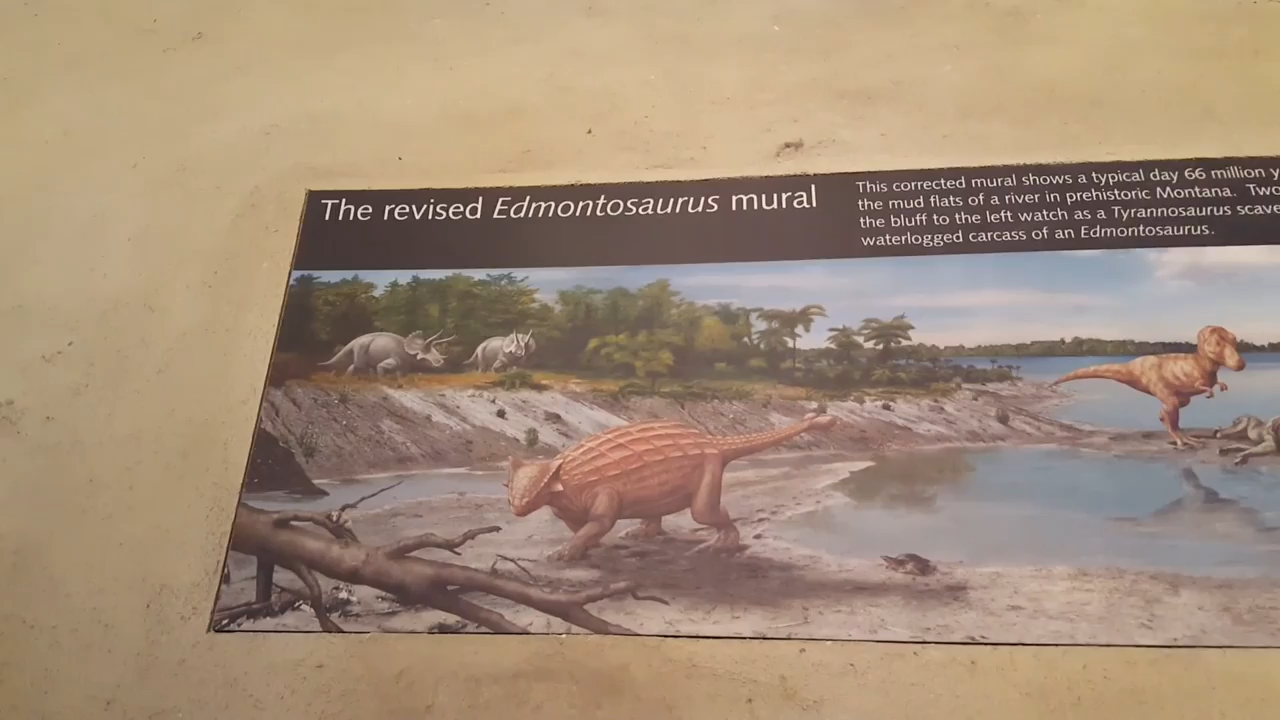 The revised Edmontosaurus mural
This corrected mural shows a typical day 66 million
the mud flats of a river in prehistoric Montana. Two
the bluff to the left watch as a Tyrannosaurus
waterlogged carcass of an Edmontosaurus.